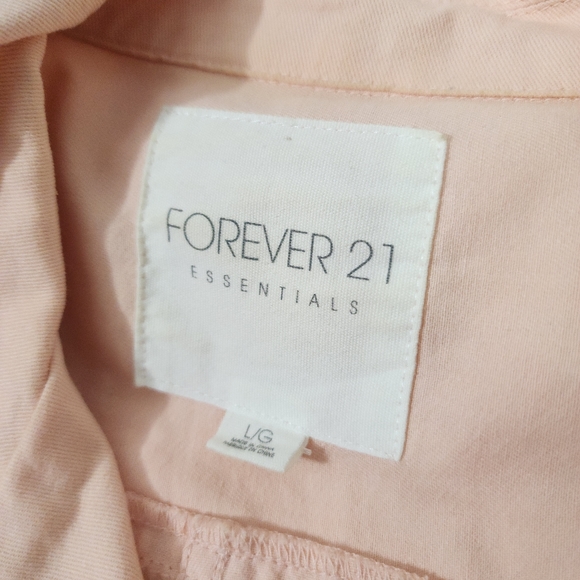 FOREVER 21
ESSENTIALS
L/G
MADE IN CHINA
FABRIQUÉ EN CHINE